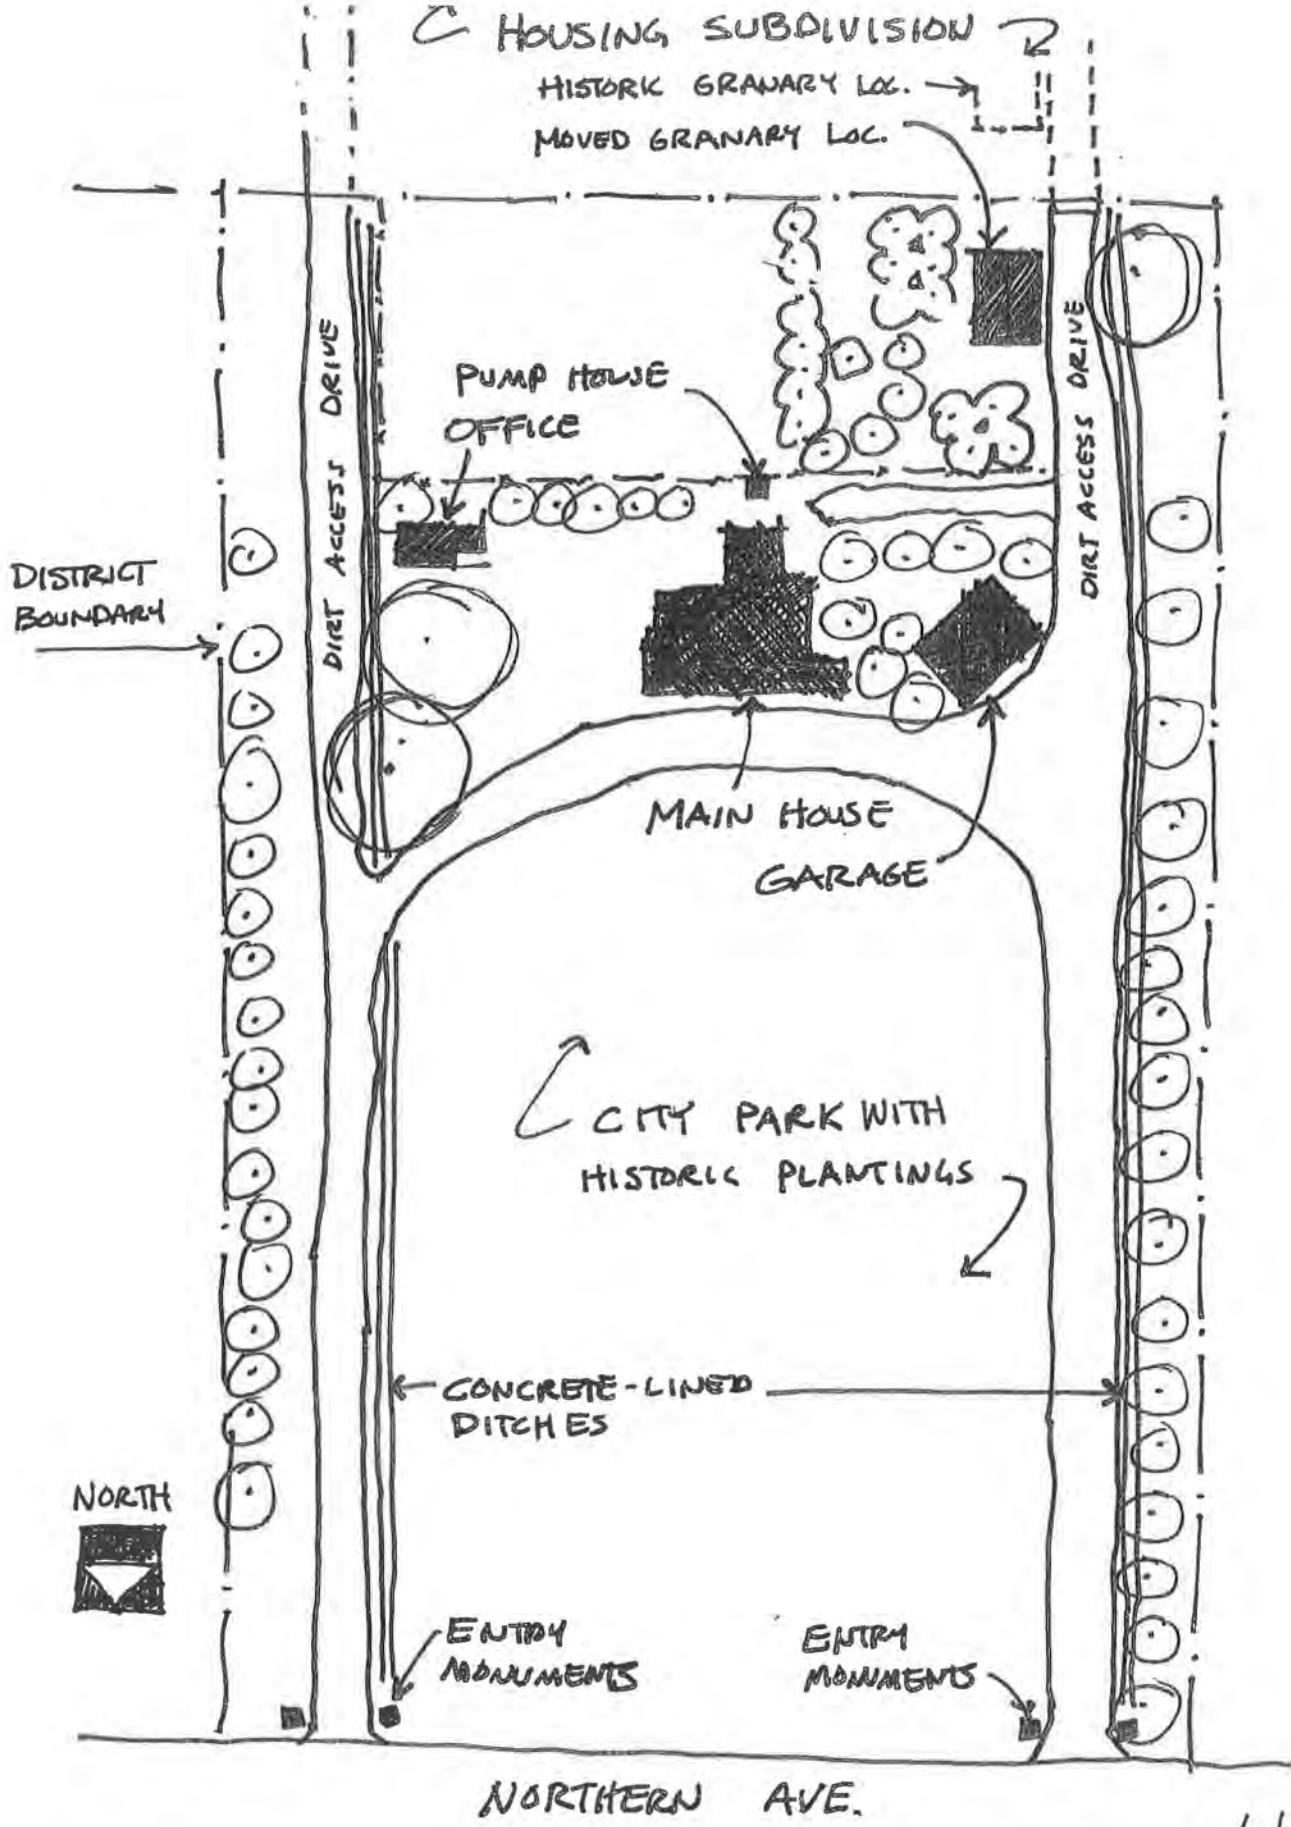 HOUSING SUBDIVISION
HISTORIC GRANARY LOC.
MOVED GRANARY LOC.
DIRT ACCESS DRIVE
DIRT ACCESS DRIVE
PUMP HOUSE
OFFICE
DISTRICT
BOUNDARY
MAIN HOUSE
GARAGE
CITY PARK WITH
HISTORIC PLANTINGS
CONCRETE-LINED
DITCHES
NORTH
ENTRY
MONUMENTS
ENTRY
MONUMENTS
NORTHERN AVE.